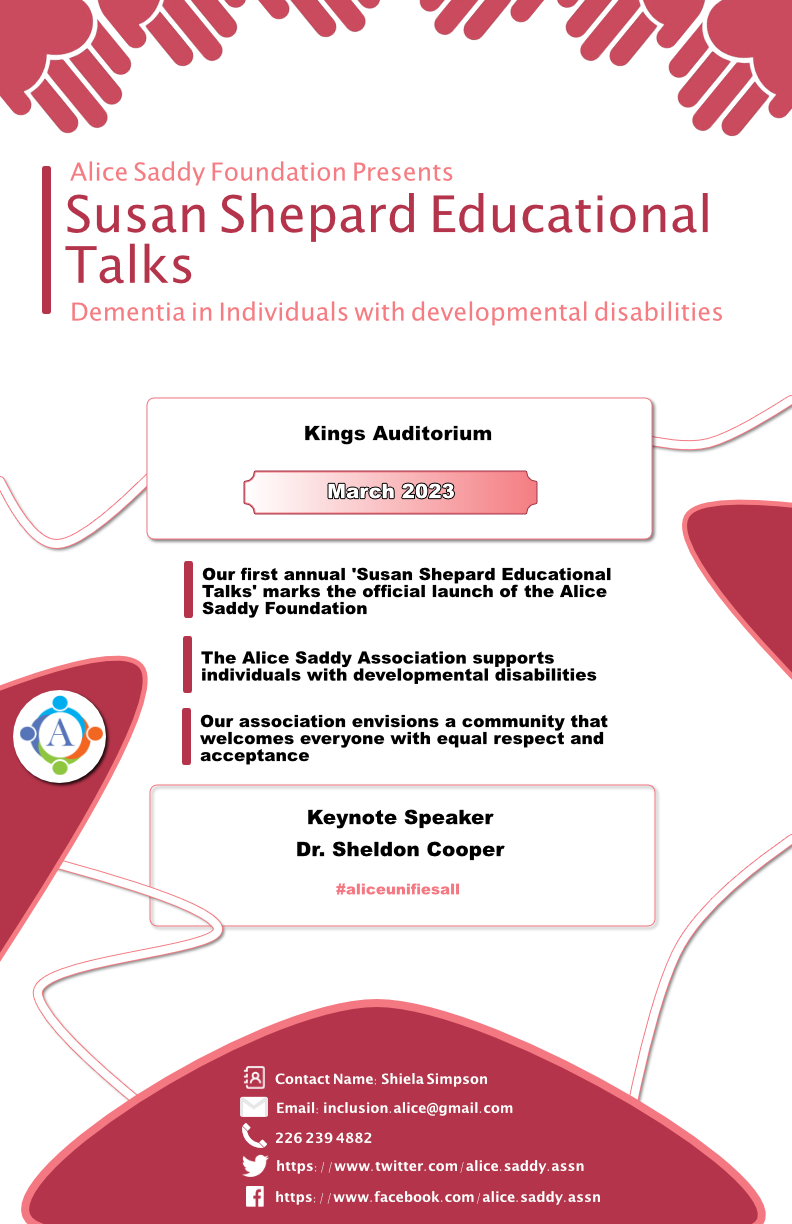 Alice Saddy Foundation Presents
Susan Shepard Educational
Talks
Dementia in Individuals with developmental disabilities
Kings Auditorium
March 2023
Our first annual 'Susan Shepard Educational
Talks' marks the official launch of the Alice
Saddy Foundation
The Alice Saddy Association supports
individuals with developmental disabilities
A
Our association envisions a community that
welcomes everyone with equal respect and
acceptance
Keynote Speaker
Dr. Sheldon Cooper
#aliceunifiesall
Contact Name: Shiela Simpson
Email: inclusion.alice@gmail.com
226 239 4882
https://www.twitter.com/alice.saddy.assn
https://www.facebook.com/alice.saddy.assn